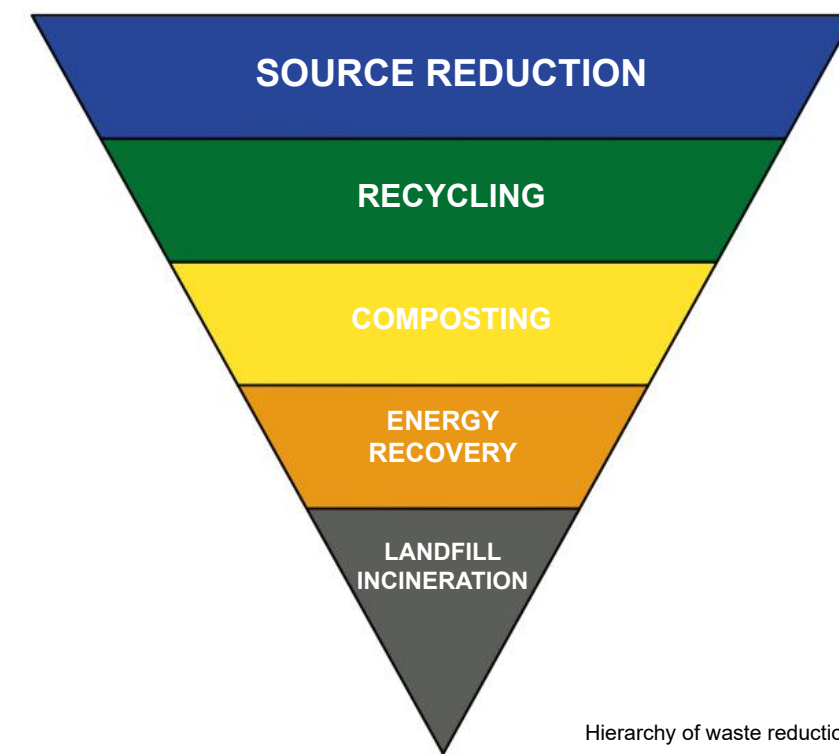 SOURCE REDUCTION
RECYCLING
COMPOSTING
ENERGY
RECOVERY
LANDFILL
INCINERATION
Hierarchy of waste reductio